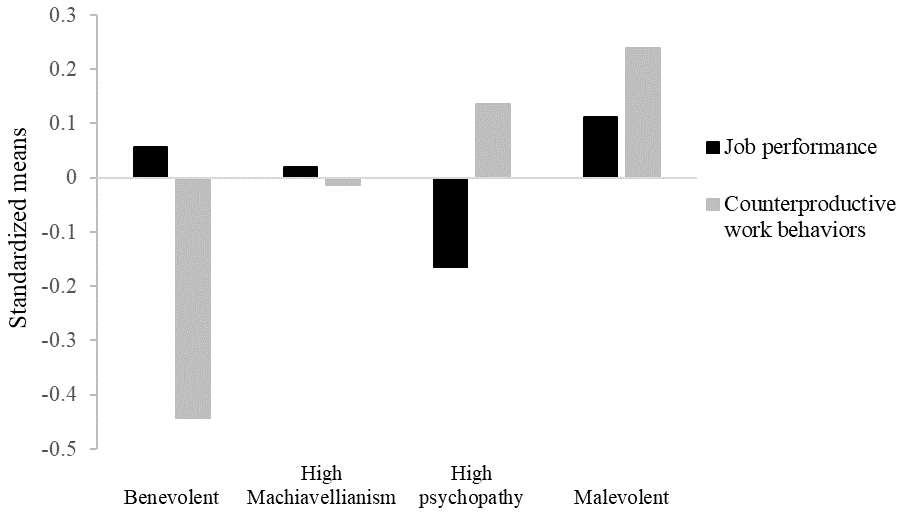 0.3
0.2
0.1
0
-0.1
-0.2
-0.3
-0.4
-0.5
Standardized means
Benevolent
High
Machiavellianism
High
psychopathy
Malevolent
Job performance
Counterproductive
work behaviors